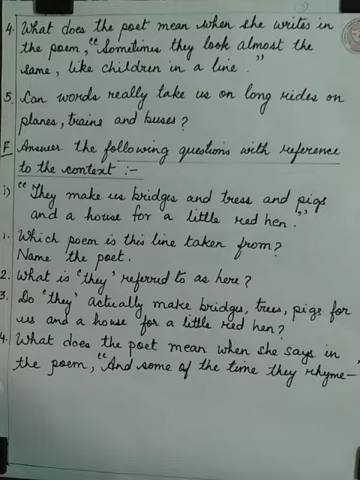 4. What does the poet mean when she writes in
the poem, "Sometimes they look almost the
same, like children in a line."
5. Can words really take us on long rides on
planes, trains and buses?
F. Answer the following questions with reference
to the context :-
i) "They make us bridges and tress and pigs
and a house for a little red hen."
1. Which poem is this line taken from?
Name the poet.
2. What is 'they' referred to as here?
3. Do 'they' actually make bridges, trees, pigs for
us and a house for a little red hen?
4. What does the poet mean when she says in
the poem, "And some of the time they rhyme-